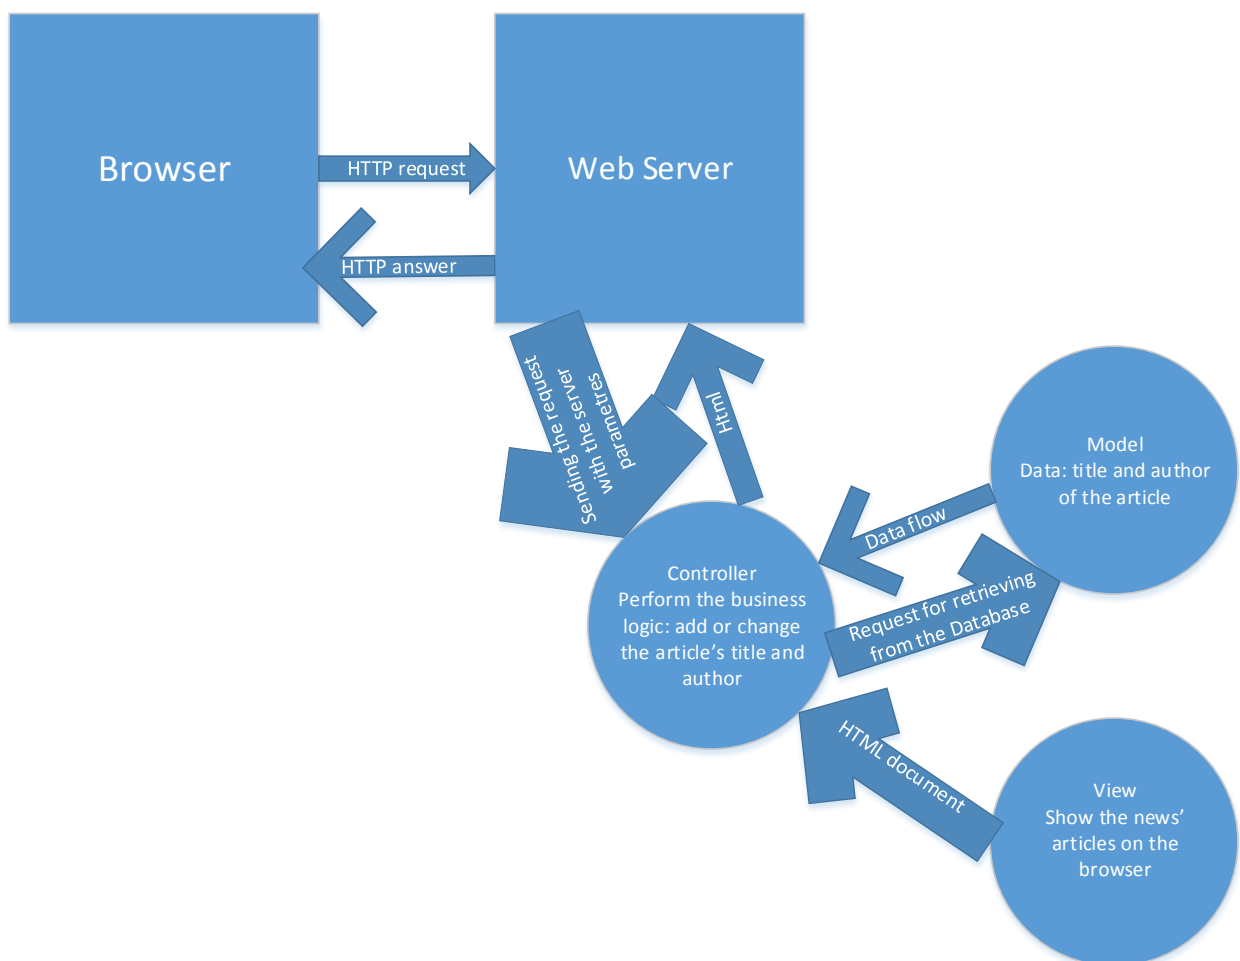 Browser
HTTP request
Web Server
HTTP answer
Sending the request
with the server
parametres
Html
Model
Data: title and author
of the article
Data flow
Request for retrieving
from the Database
Controller
Perform the business
logic: add or change
the article's title and
author
HTML document
View
Show the news'
articles on the
browser